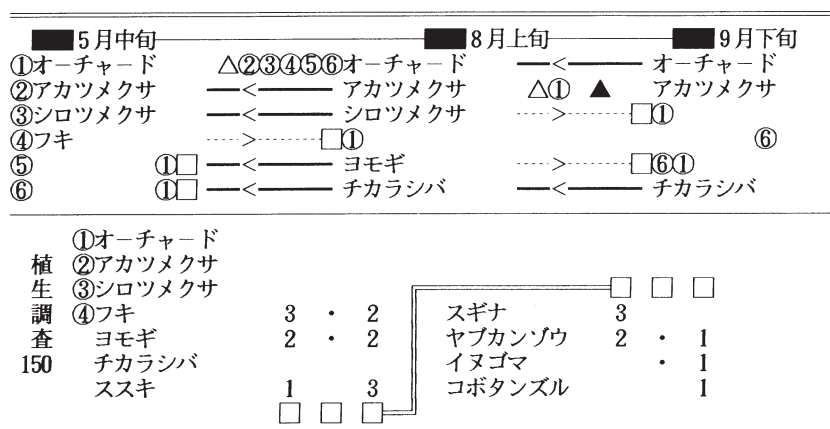 ■5月中旬 ■8月上旬 ■9月下旬
①オーチャード △②③④⑤⑥オーチャード ━<━━ オーチャード
②アカツメクサ ━<━━ アカツメクサ △① ▲ アカツメクサ
③シロツメクサ ━<━━ シロツメクサ ····>······□①
④フキ ····>······□① ⑥
⑤ ①□ ━<━━ ヨモギ ····>······□⑥①
⑥ ①□ ━<━━ チカラシバ ━<━━ チカラシバ
①オーチャード
植 ②アカツメクサ
生 ③シロツメクサ □ □ □
調 ④フキ 3 ・ 2 スギナ 3
査 ヨモギ 2 ・ 2 ヤブカンゾウ 2 ・ 1
150 チカラシバ イヌゴマ ・ 1
ススキ 1 3 コボタンズル 1
□ □ □